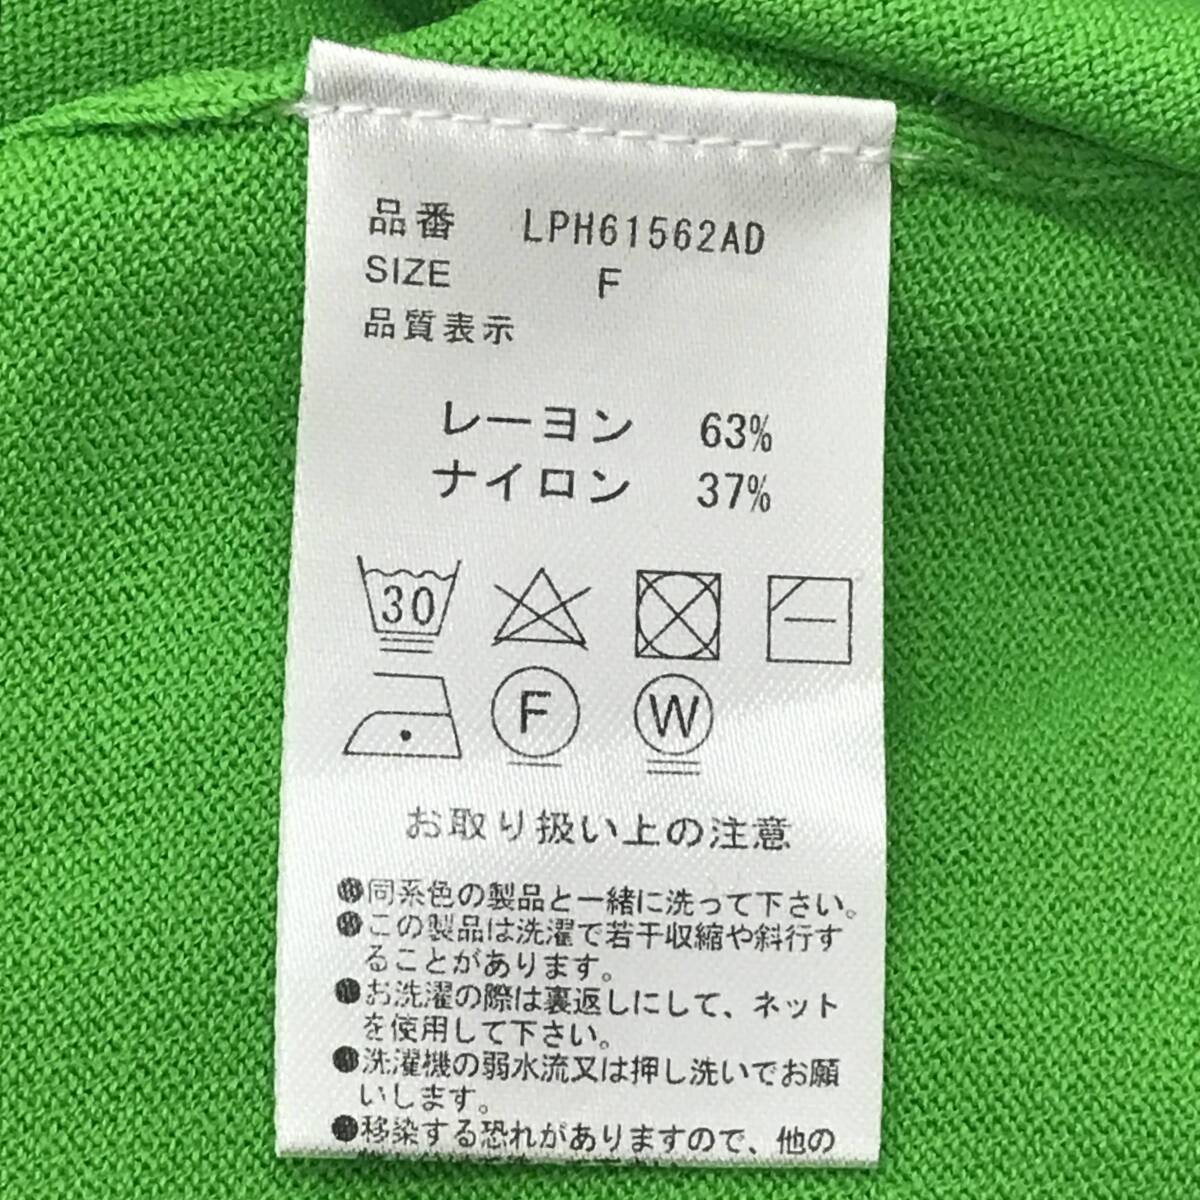 品番 LPH61562AD
SIZE F
品質表示
レーヨン 63%
ナイロン 37%
30
F W
お取り扱い上の注意
●同系色の製品と一緒に洗って下さい。
●この製品は洗濯で若干収縮や斜行す
ることがあります。
●お洗濯の際は裏返しにして、ネット
を使用して下さい。
●洗濯機の弱水流又は押し洗いでお願
いします。
●移染する恐れがありますので、他の